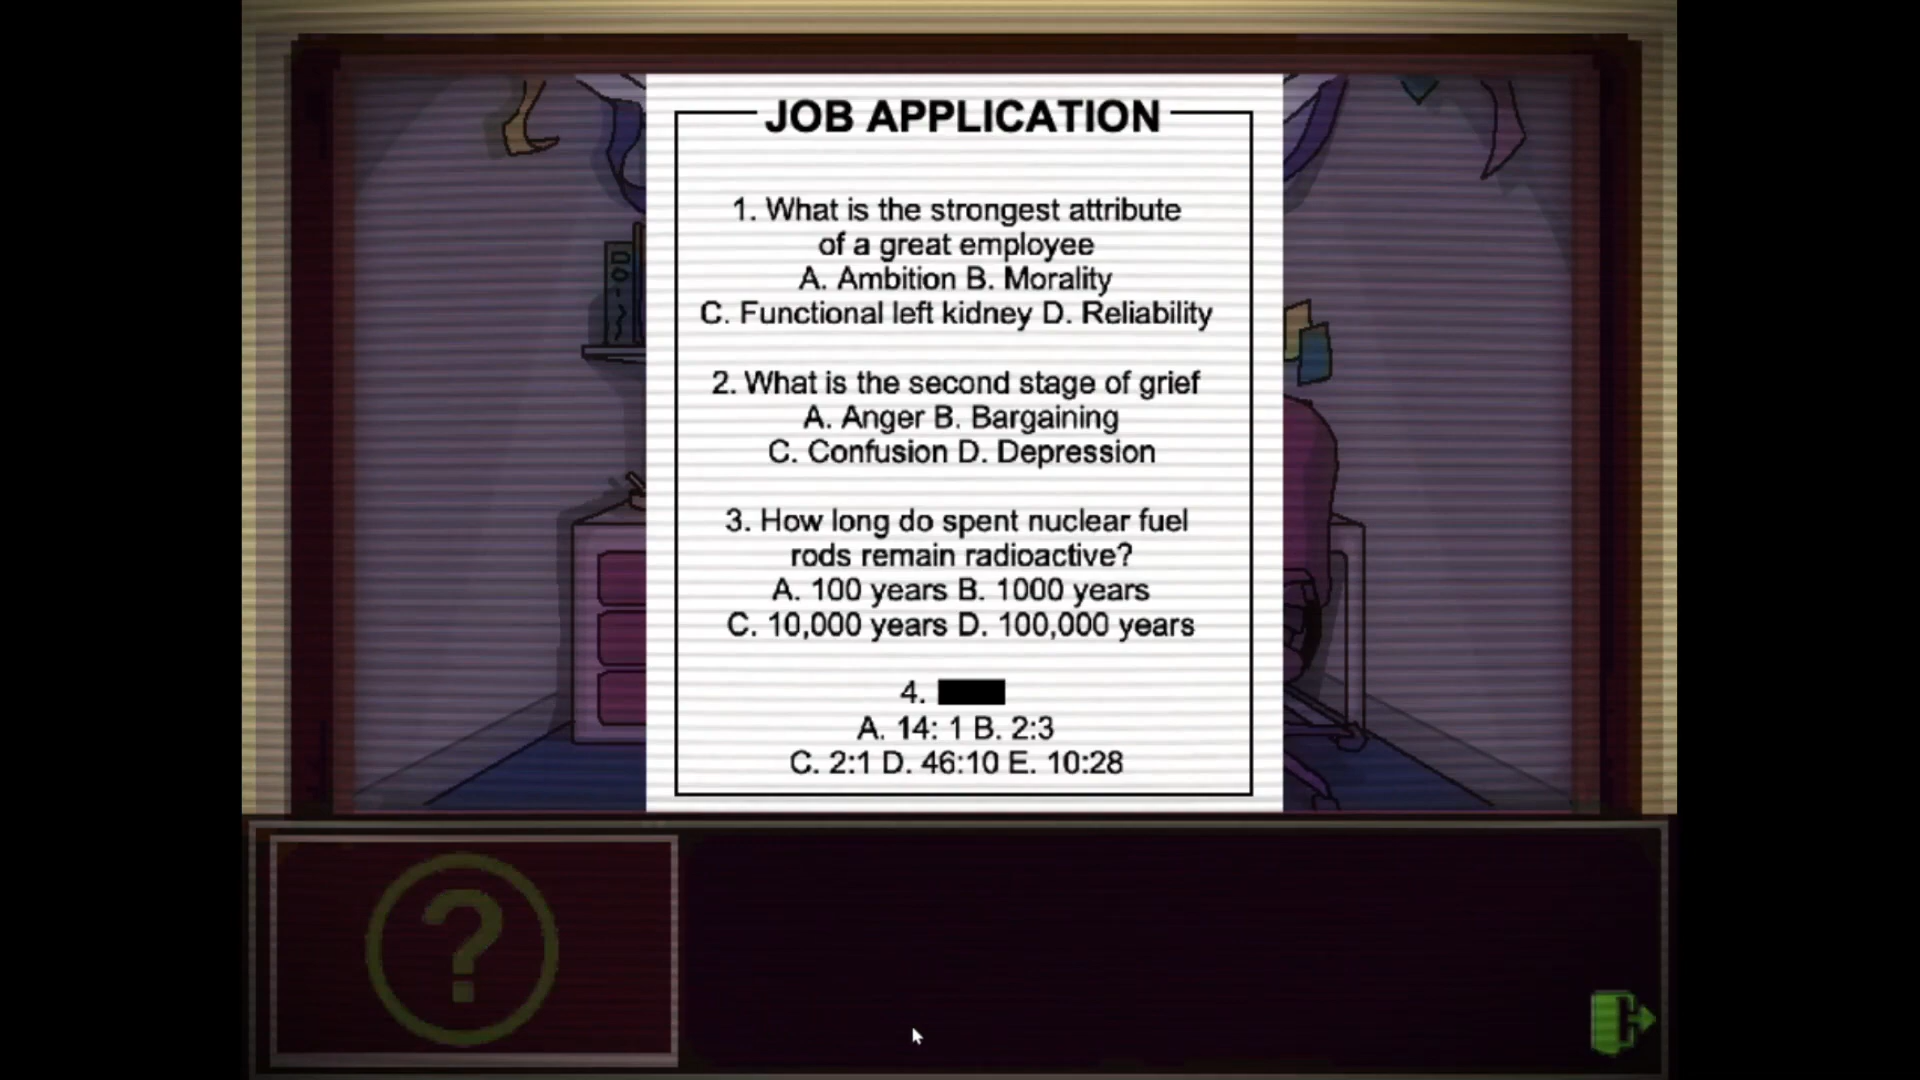 JOB APPLICATION
1. What is the strongest attribute
of a great employee
A. Ambition B. Morality
C. Functional left kidney D. Reliability
2. What is the second stage of grief
A. Anger B. Bargaining
C. Confusion D. Depression
3. How long do spent nuclear fuel
rods remain radioactive?
A. 100 years B. 1000 years
C. 10,000 years D. 100,000 years
4.
A. 14: 1 B. 2:3
C. 2:1 D. 46:10 E. 10:28
?